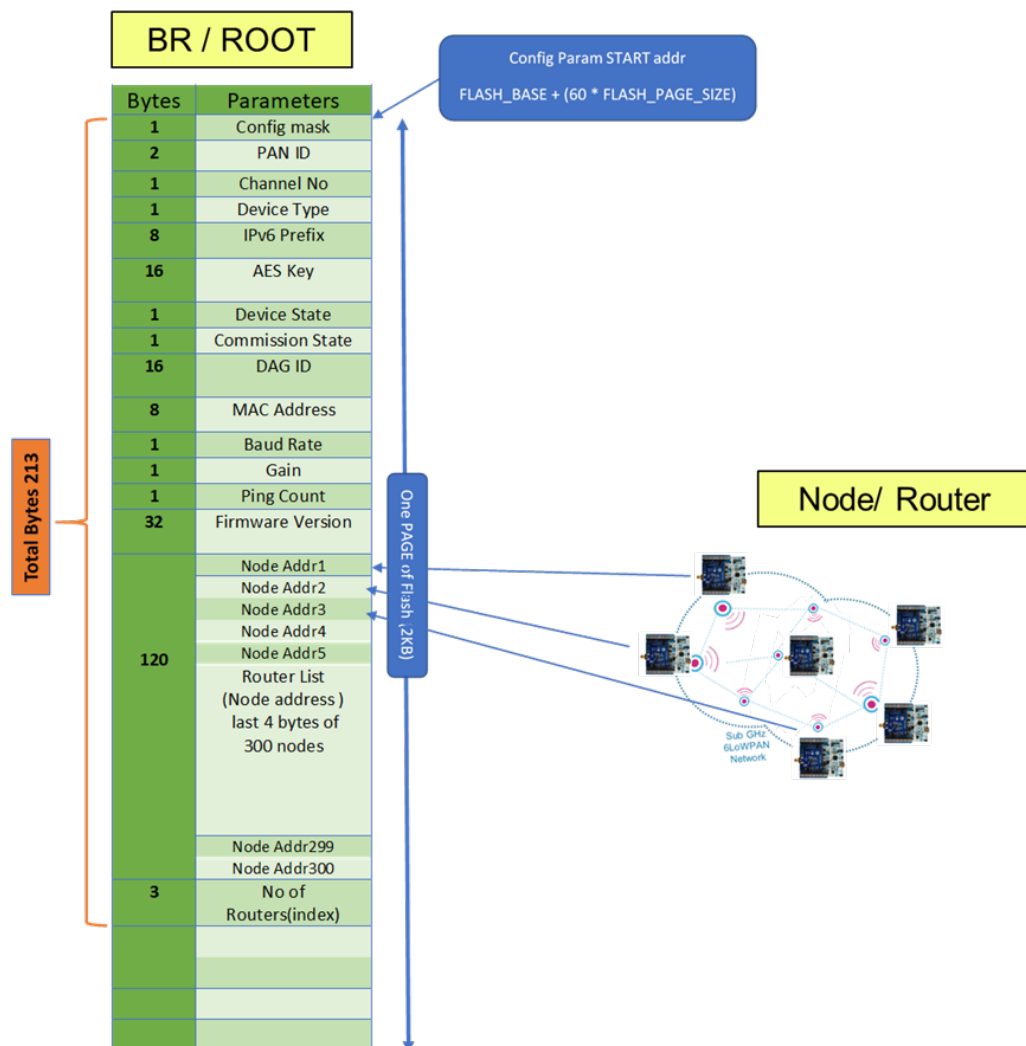 BR / ROOT
Config Param START addr
FLASH_BASE + (60 * FLASH_PAGE_SIZE)
Bytes Parameters
1 Config mask
2 PAN ID
1 Channel No
1 Device Type
8 IPv6 Prefix
16 AES Key
1 Device State
1 Commission State
16 DAG ID
8 MAC Address
1 Baud Rate
1 Gain
1 Ping Count
32 Firmware Version
120
Node Addr1
Node Addr2
Node Addr3
Node Addr4
Node Addr5
Router List
(Node address )
last 4 bytes of
300 nodes
Node Addr299
Node Addr300
3 No of
Routers(index)
Total Bytes 213
One PAGE of Flash (2KB)
Node/ Router
Sub GHz
6LoWPAN
Network